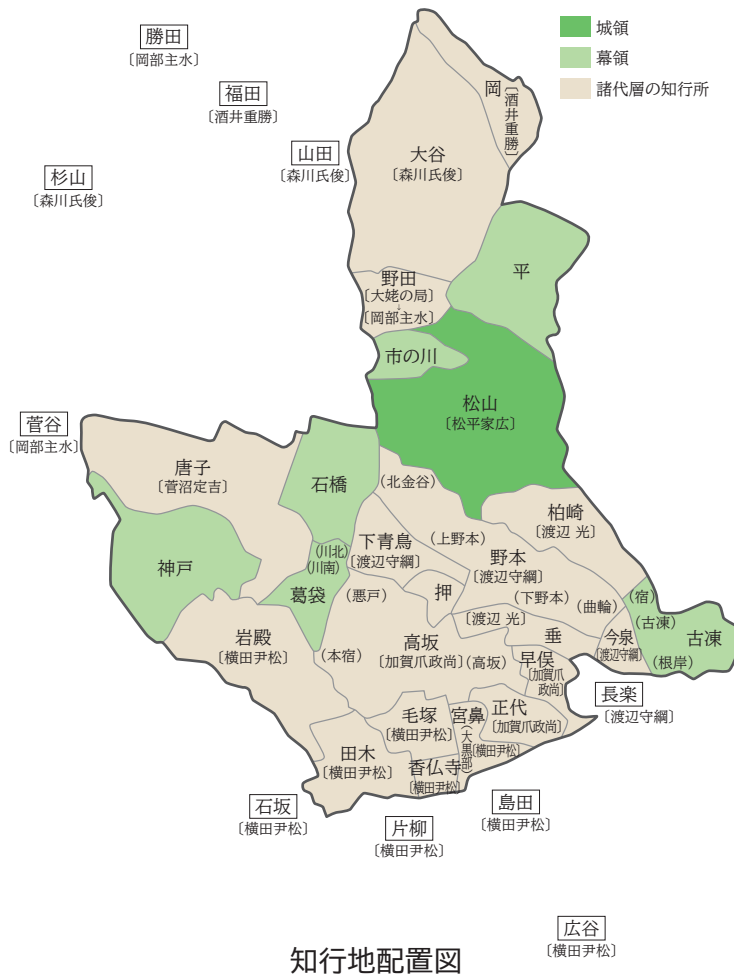 城領
幕領
諸代層の知行所
勝田
〔岡部主水〕
福田
〔酒井重勝〕
山田
〔森川氏俊〕
杉山
〔森川氏俊〕
岡
〔酒井重勝〕
大谷
〔森川氏俊〕
平
野田
〔大姥の局〕
↓
〔岡部主水〕
市の川
松山
〔松平家広〕
菅谷
〔岡部主水〕
唐子
〔菅沼定吉〕
石橋
(北金谷)
柏崎
〔渡辺 光〕
神戸
(川北)
(川南)
葛袋
下青鳥
〔渡辺守綱〕
(上野本)
野本
〔渡辺守綱〕
(悪戸)
押
(下野本)
(曲輪)
(宿)
(古凍)
古凍
(根岸)
〔渡辺 光〕
垂
今泉
〔渡辺守綱〕
岩殿
〔横田尹松〕
(本宿)
高坂
〔加賀爪政尚〕
(高坂)
早俣
〔加賀爪
政尚〕
長楽
〔渡辺守綱〕
毛塚
〔横田尹松〕
宮鼻
(大黒部)
〔横田尹松〕
正代
〔加賀爪政尚〕
田木
〔横田尹松〕
香仏寺
〔横田尹松〕
石坂
〔横田尹松〕
片柳
〔横田尹松〕
島田
〔横田尹松〕
広谷
〔横田尹松〕
知行地配置図